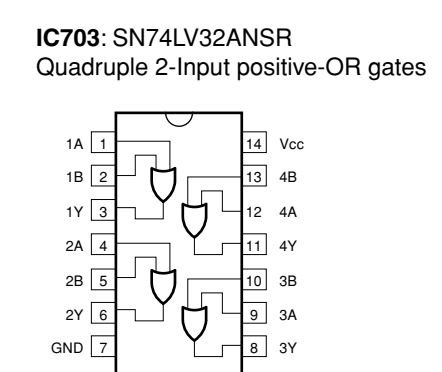 IC703: SN74LV32ANSR
Quadruple 2-Input positive-OR gates
1A 1 14 Vcc
1B 2 13 4B
1Y 3 12 4A
2A 4 11 4Y
2B 5 10 3B
2Y 6 9 3A
GND 7 8 3Y